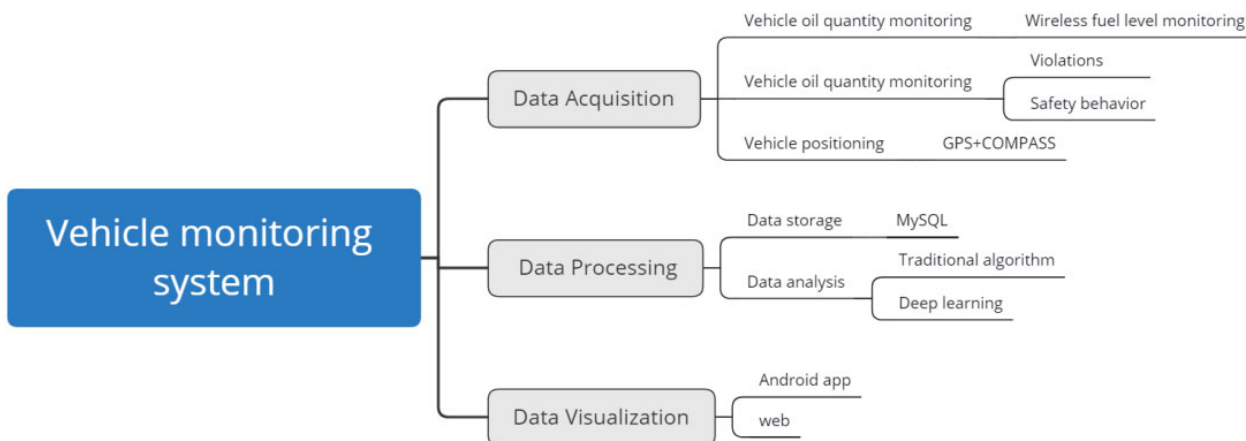 Vehicle monitoring
system
Data Acquisition
Vehicle oil quantity monitoring
Wireless fuel level monitoring
Vehicle oil quantity monitoring
Violations
Safety behavior
Vehicle positioning
GPS+COMPASS
Data Processing
Data storage
MySQL
Data analysis
Traditional algorithm
Deep learning
Data Visualization
Android app
web